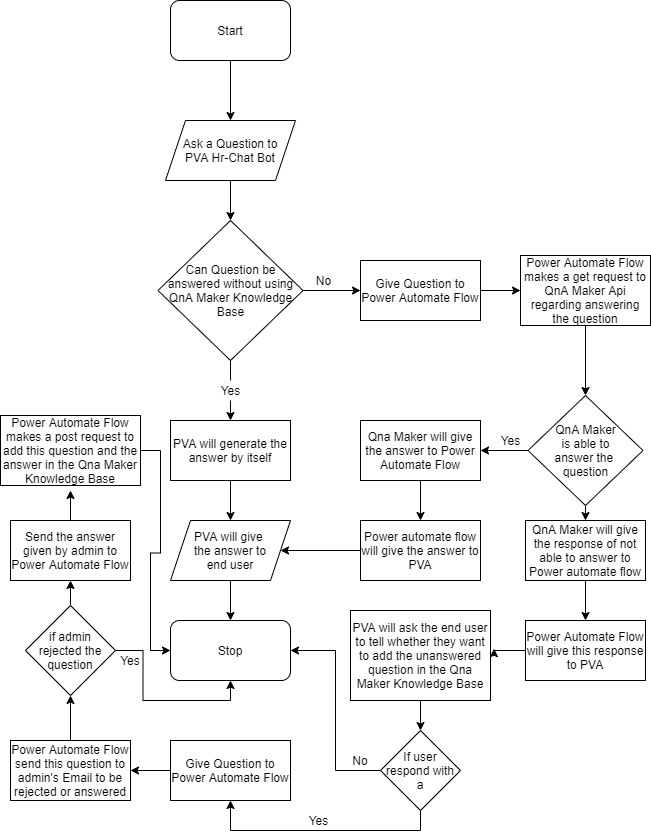 Start
Ask a Question to
PVA Hr-Chat Bot
Can Question be
answered without using
QnA Maker Knowledge
Base
No
Give Question to
Power Automate Flow
Power Automate Flow
makes a get request to
QnA Maker Api
regarding answering
the question
Yes
QnA Maker
is able to
answer the
question
Yes
Qna Maker will give
the answer to Power
Automate Flow
PVA will generate the
answer by itself
Power Automate Flow
makes a post request to
add this question and the
answer in the Qna Maker
Knowledge Base
Send the answer
given by admin to
Power Automate Flow
PVA will give
the answer to
end user
Power automate flow
will give the answer to
PVA
QnA Maker will give
the response of not
able to answer to
Power automate flow
if admin
rejected the
question
Yes
Stop
PVA will ask the end user
to tell whether they want
to add the unanswered
question in the Qna
Maker Knowledge Base
Power Automate Flow
will give this response
to PVA
Power Automate Flow
send this question to
admin's Email to be
rejected or answered
Give Question to
Power Automate Flow
No
If user
respond with
a
Yes